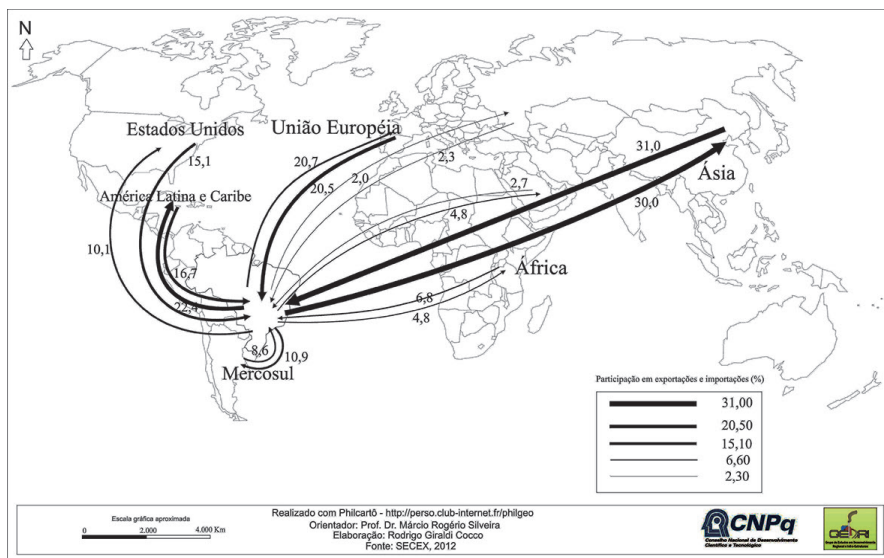 N
Estados Unidos
União Européia
15,1
20,7
20,5
2,0
2,3
31,0
Ásia
30,0
América Latina e Caribe
2,7
4,8
10,1
16,7
22,4
África
6,8
4,8
8,6
10,9
Mercosul
Participação em exportações e importações (%)
31,00
20,50
15,10
6,60
2,30
Escala gráfica aproximada
0 2.000 4.000 Km
Realizado com Philcartô - http://perso.club-internet.fr/philgeo
Orientador: Prof. Dr. Márcio Rogério Silveira
Elaboração: Rodrigo Giraldi Cocco
Fonte: SECEX, 2012
CNPq
Conselho Nacional de Desenvolvimento
Científico e Tecnológico